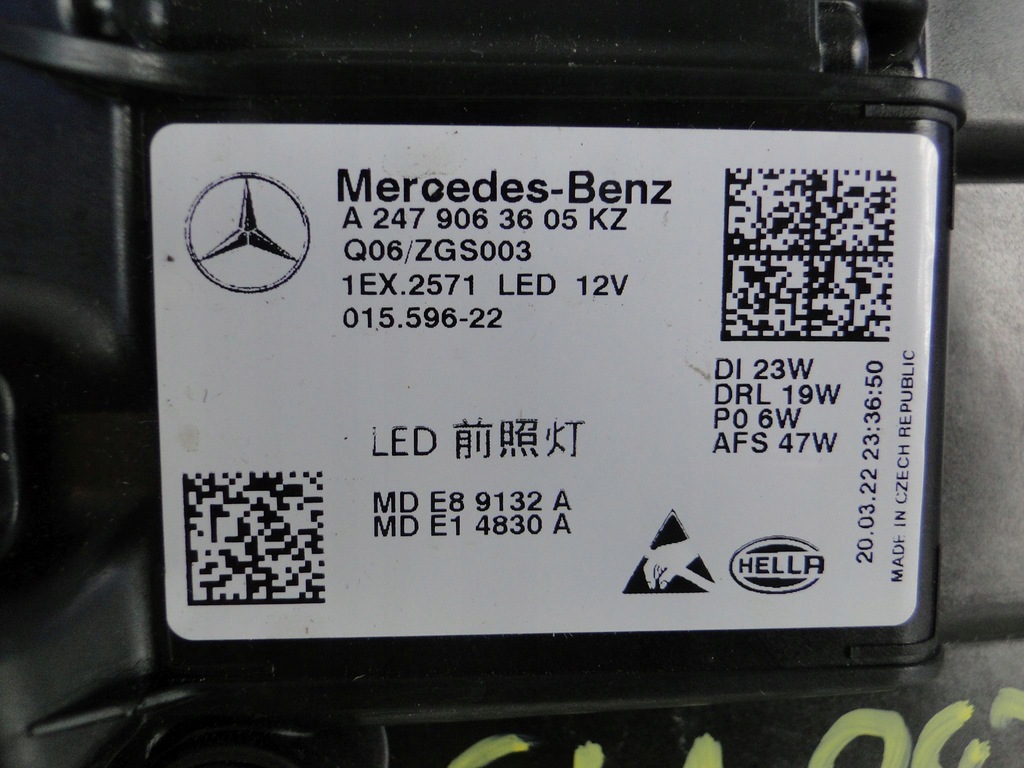 Mercedes-Benz
A 247 906 36 05 KZ
Q06/ZGS003
1EX.2571 LED 12V
015.596-22
DI 23W
DRL 19W
P0 6W
AFS 47W
LED 前照灯
MD E8 9132 A
MD E1 4830 A
HELLA
20.03.22 23:36:50
MADE IN CZECH REPUBLIC